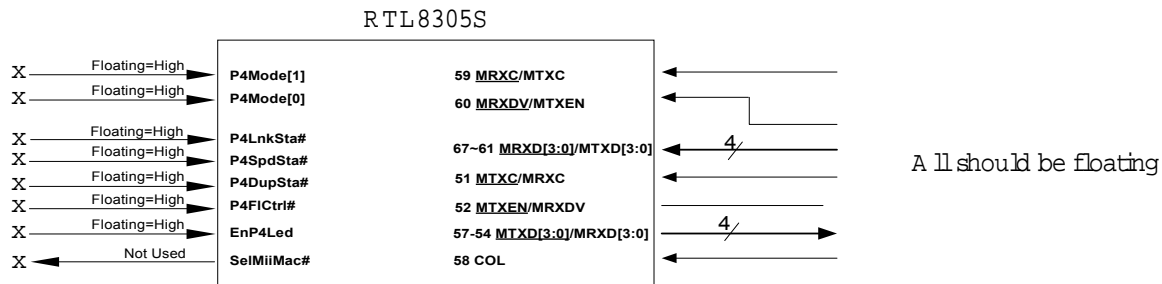 RTL8305S
X Floating=High P4Mode[1] 59 MRXC/MTXC
X Floating=High P4Mode[0] 60 MRXDV/MTXEN
X Floating=High P4LnkSta# 67~61 MRXD[3:0]/MTXD[3:0] 4
X Floating=High P4SpdSta#
All should be floating
X Floating=High P4DupSta# 51 MTXC/MRXC
X Floating=High P4FlCtrl# 52 MTXEN/MRXDV
X Floating=High EnP4Led 57-54 MTXD[3:0]/MRXD[3:0] 4
X Not Used SelMiiMac# 58 COL